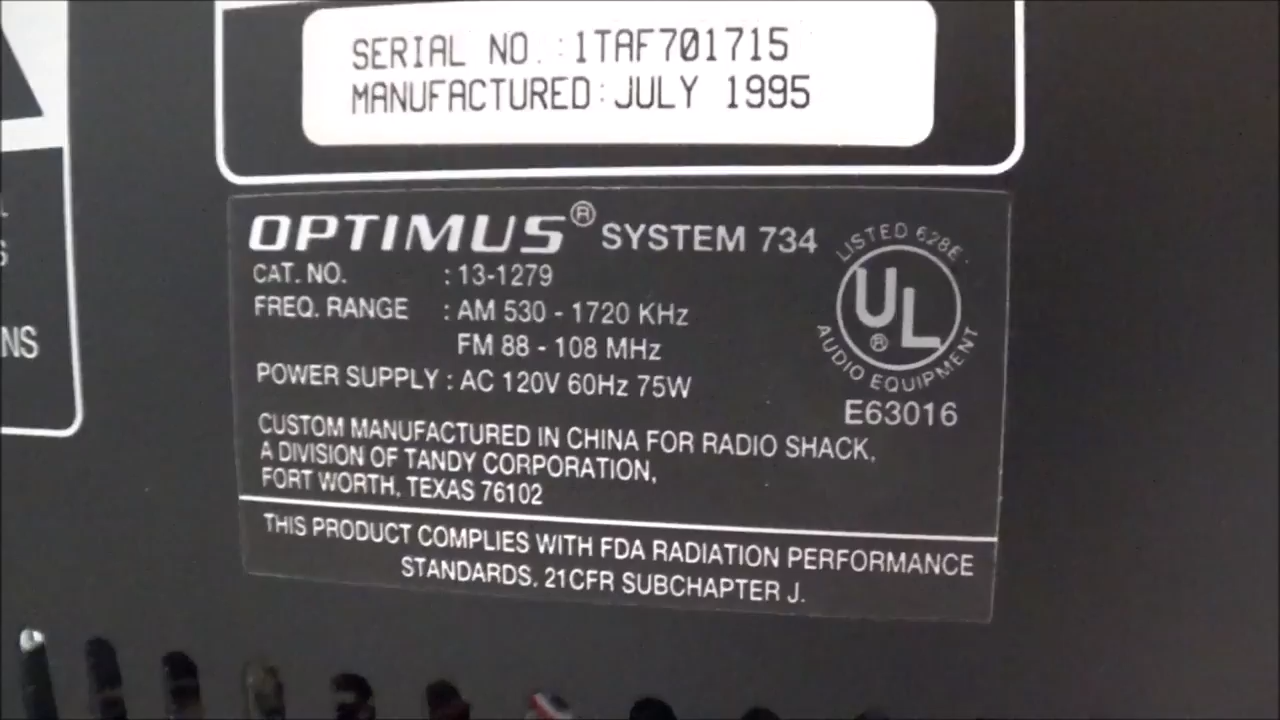 SERIAL NO. : 1TAF701715
MANUFACTURED: JULY 1995
OPTIMUS® SYSTEM 734
CAT. NO. : 13-1279
FREQ. RANGE : AM 530 - 1720 KHz
FM 88 - 108 MHz
POWER SUPPLY : AC 120V 60Hz 75W
LISTED 628E
UL ®
AUDIO EQUIPMENT
E63016
CUSTOM MANUFACTURED IN CHINA FOR RADIO SHACK,
A DIVISION OF TANDY CORPORATION,
FORT WORTH, TEXAS 76102
THIS PRODUCT COMPLIES WITH FDA RADIATION PERFORMANCE
STANDARDS, 21CFR SUBCHAPTER J.
NS